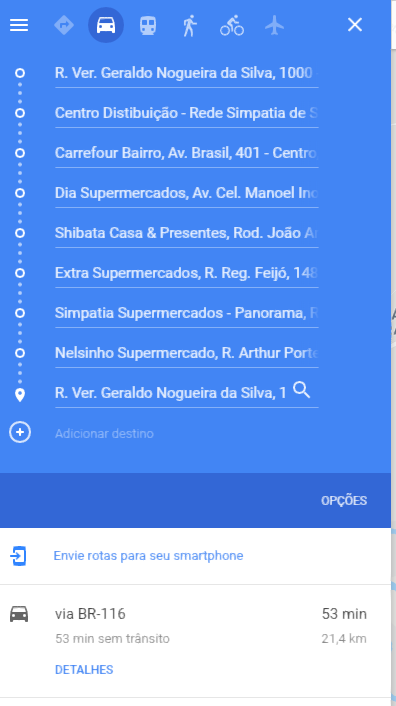 R. Ver. Geraldo Nogueira da Silva, 1000
Centro Distibuição - Rede Simpatia de S
Carrefour Bairro, Av. Brasil, 401 - Centro
Dia Supermercados, Av. Cel. Manoel Ino
Shibata Casa & Presentes, Rod. João A
Extra Supermercados, R. Reg. Feijó, 148
Simpatia Supermercados - Panorama, R
Nelsinho Supermercado, R. Arthur Porte
R. Ver. Geraldo Nogueira da Silva, 1
Adicionar destino
OPÇÕES
Envie rotas para seu smartphone
via BR-116 53 min
53 min sem trânsito 21,4 km
DETALHES